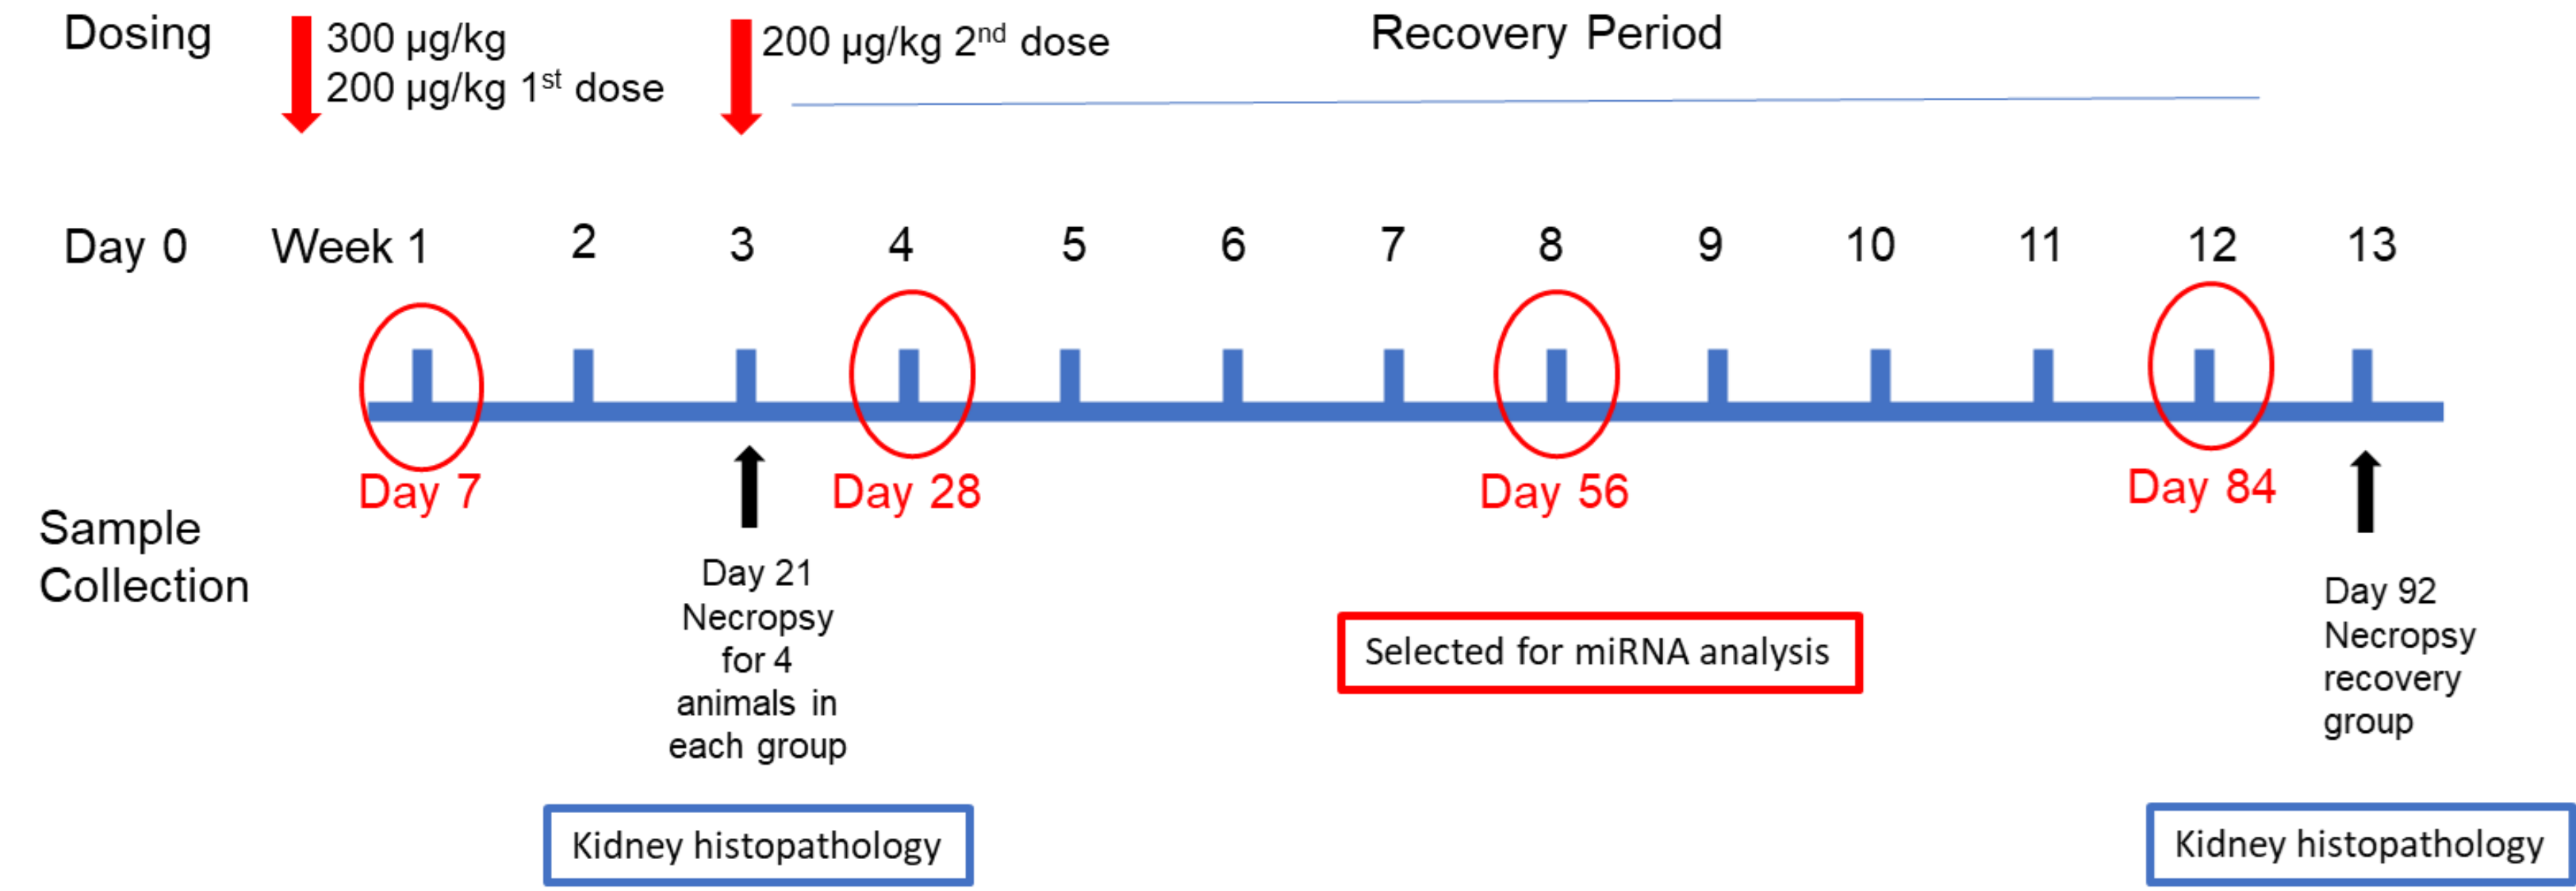 Dosing
300 µg/kg
200 µg/kg 1st dose
200 µg/kg 2nd dose
Recovery Period
Day 0
Week 1 2 3 4 5 6 7 8 9 10 11 12 13
Day 7
Day 28
Day 56
Day 84
Sample
Collection
Day 21
Necropsy
for 4
animals in
each group
Selected for miRNA analysis
Day 92
Necropsy
recovery
group
Kidney histopathology
Kidney histopathology